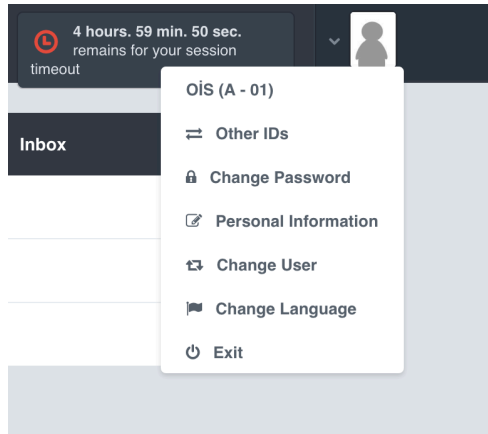 4 hours. 59 min. 50 sec.
remains for your session
timeout
OİS (A - 01)
Inbox
Other IDs
Change Password
Personal Information
Change User
Change Language
Exit